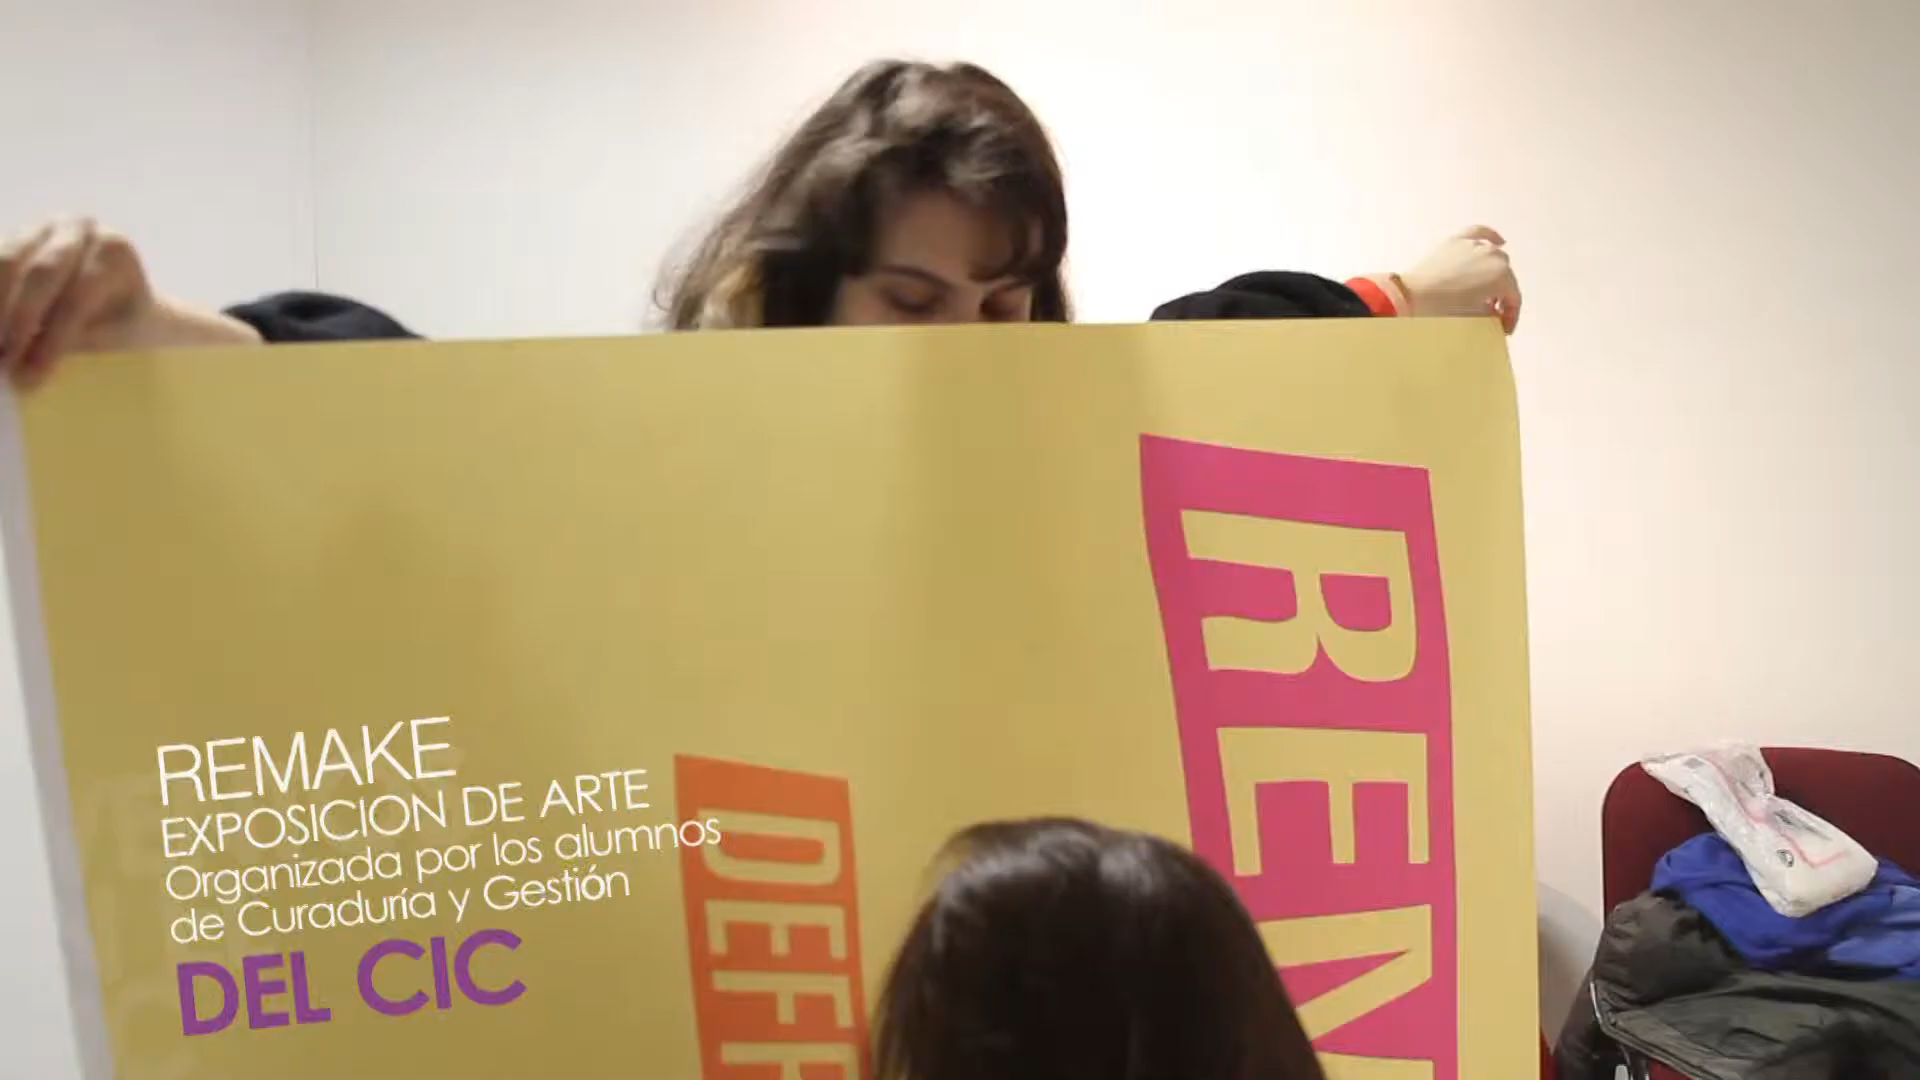 REMAKE
EXPOSICION DE ARTE
Organizada por los alumnos
de Curaduría y Gestión
DEL CIC